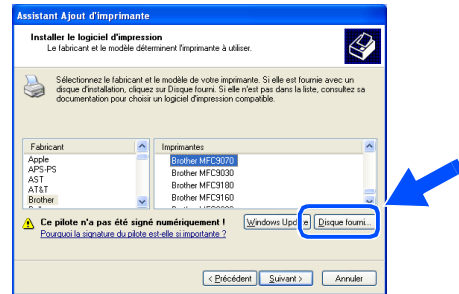 Assistant Ajout d'imprimante
Installer le logiciel d'impression
Le fabricant et le modèle déterminent l'imprimante à utiliser.
Sélectionnez le fabricant et le modèle de votre imprimante. Si elle est fournie avec un
disque d'installation, cliquez sur Disque fourni. Si elle n'est pas dans la liste, consultez sa
documentation pour choisir un logiciel d'impression compatible.
Fabricant
Apple
APS-PS
AST
AT&T
Brother
Imprimantes
Brother MFC9070
Brother MFC9030
Brother MFC9180
Brother MFC9160
Ce pilote n'a pas été signé numériquement !
Pourquoi la signature du pilote est-elle si importante ?
Windows Update
Disque fourni...
< Précédent
Suivant >
Annuler